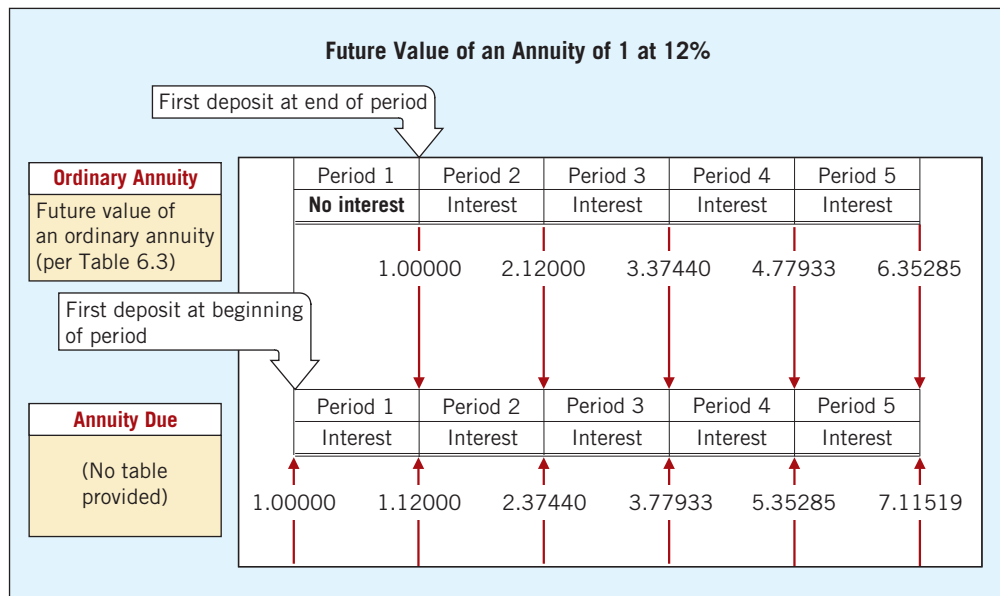 Future Value of an Annuity of 1 at 12%
First deposit at end of period
Ordinary Annuity
Future value of
an ordinary annuity
(per Table 6.3)
Period 1 Period 2 Period 3 Period 4 Period 5
No interest Interest Interest Interest Interest
1.00000 2.12000 3.37440 4.77933 6.35285
First deposit at beginning
of period
Annuity Due
(No table
provided)
Period 1 Period 2 Period 3 Period 4 Period 5
Interest Interest Interest Interest Interest
1.00000 1.12000 2.37440 3.77933 5.35285 7.11519